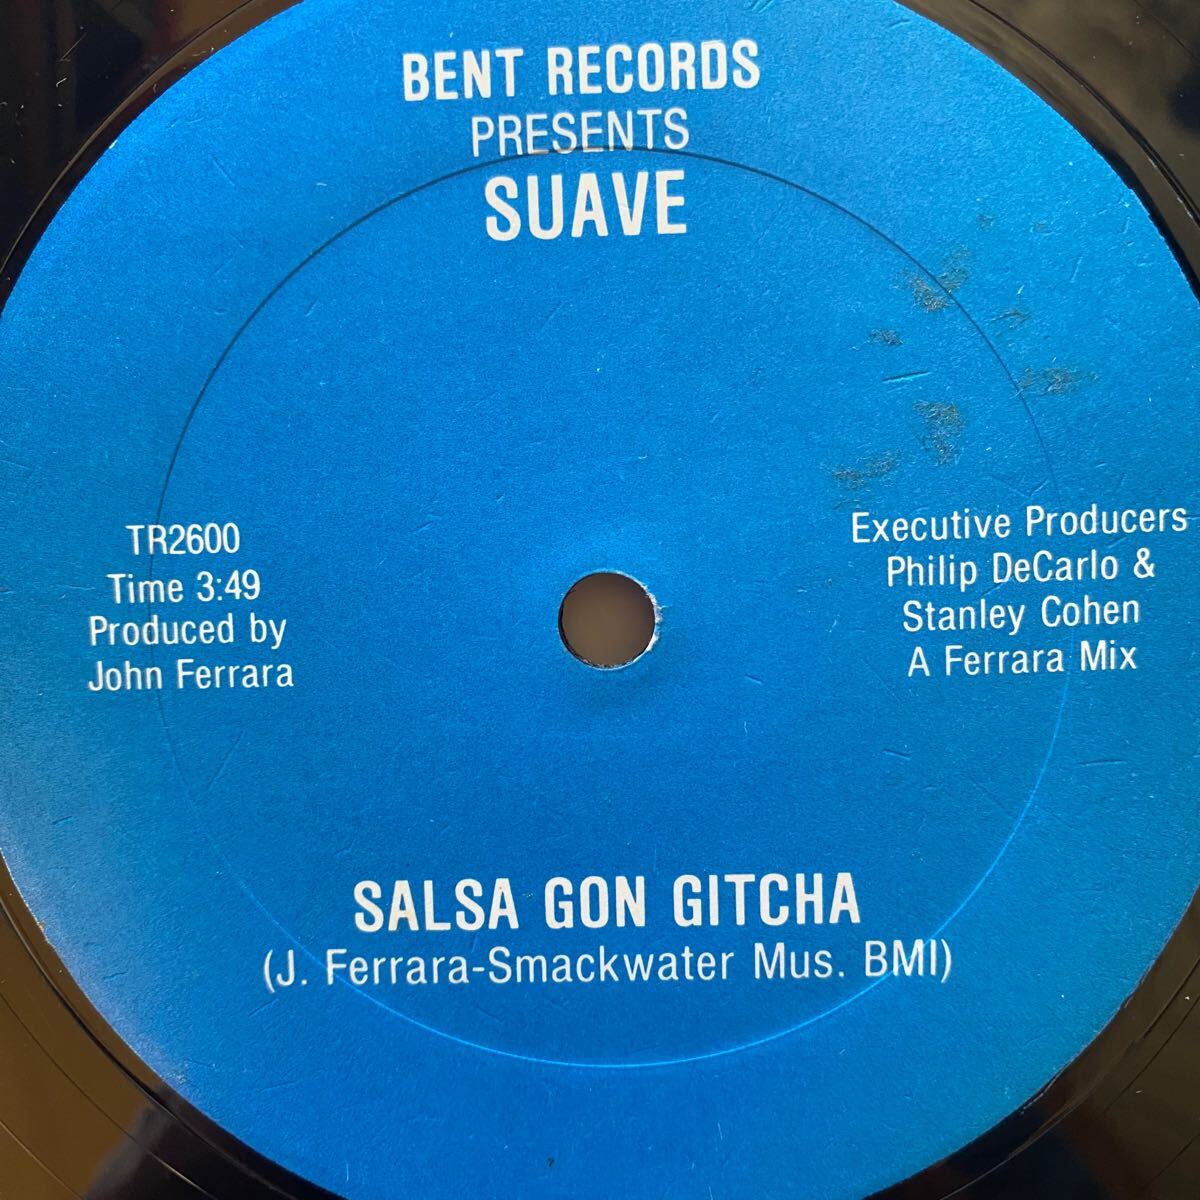 BENT RECORDS
PRESENTS
SUAVE
TR2600
Time 3:49
Produced by
John Ferrara
Executive Producers
Philip DeCarlo &
Stanley Cohen
A Ferrara Mix
SALSA GON GITCHA
(J. Ferrara-Smackwater Mus. BMI)